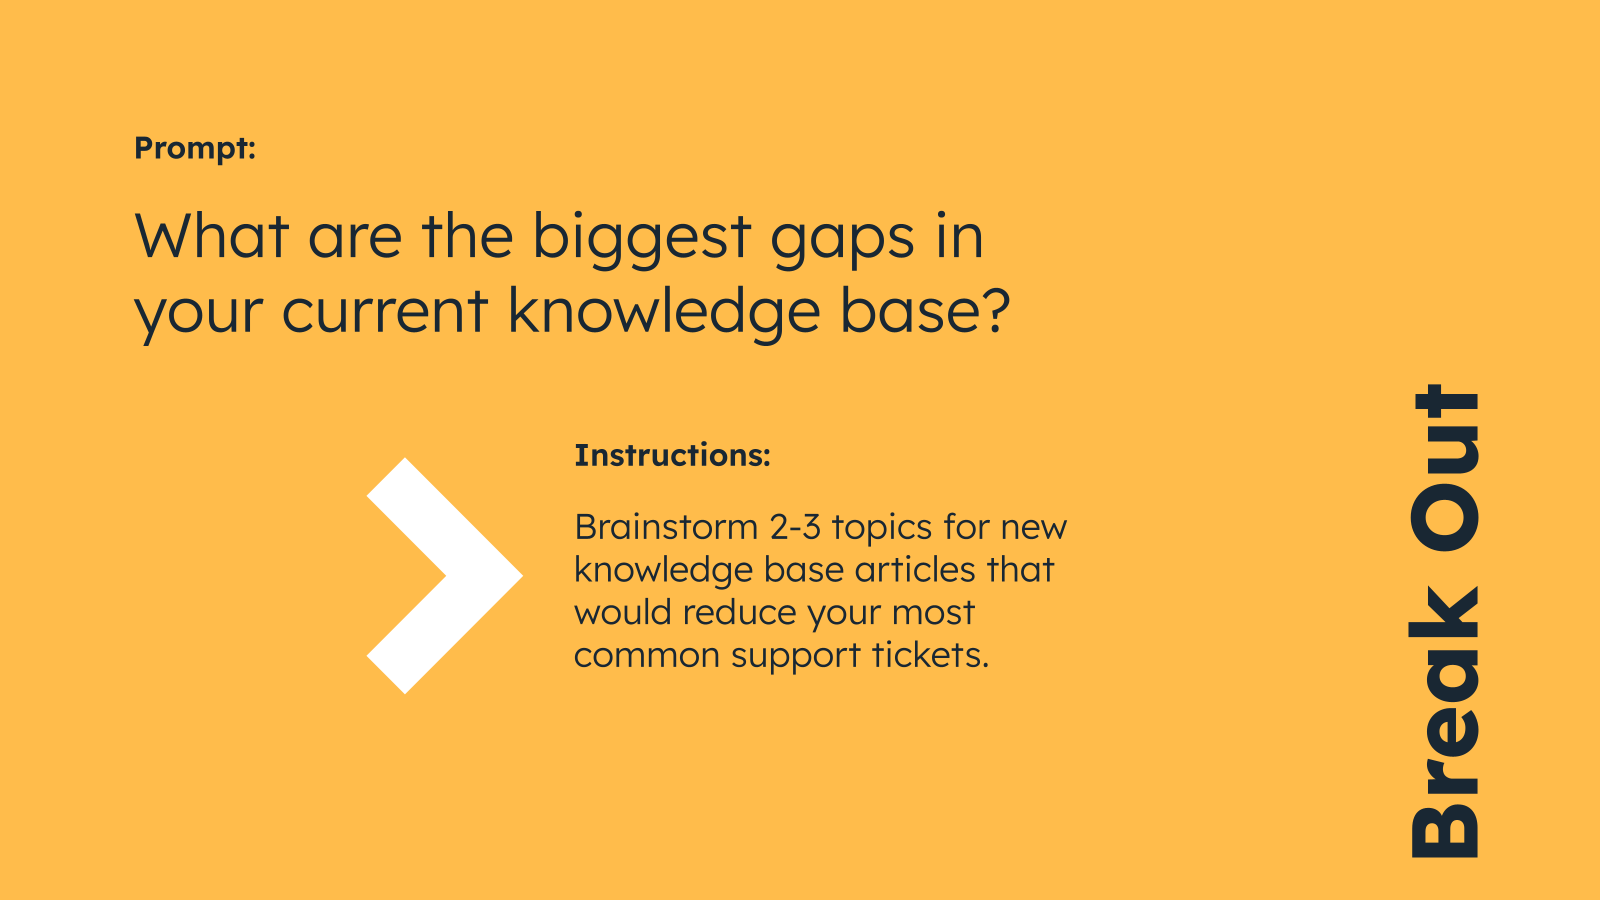 Prompt:
What are the biggest gaps in
your current knowledge base?
Instructions:
Brainstorm 2-3 topics for new
knowledge base articles that
would reduce your most
common support tickets.
Break Out